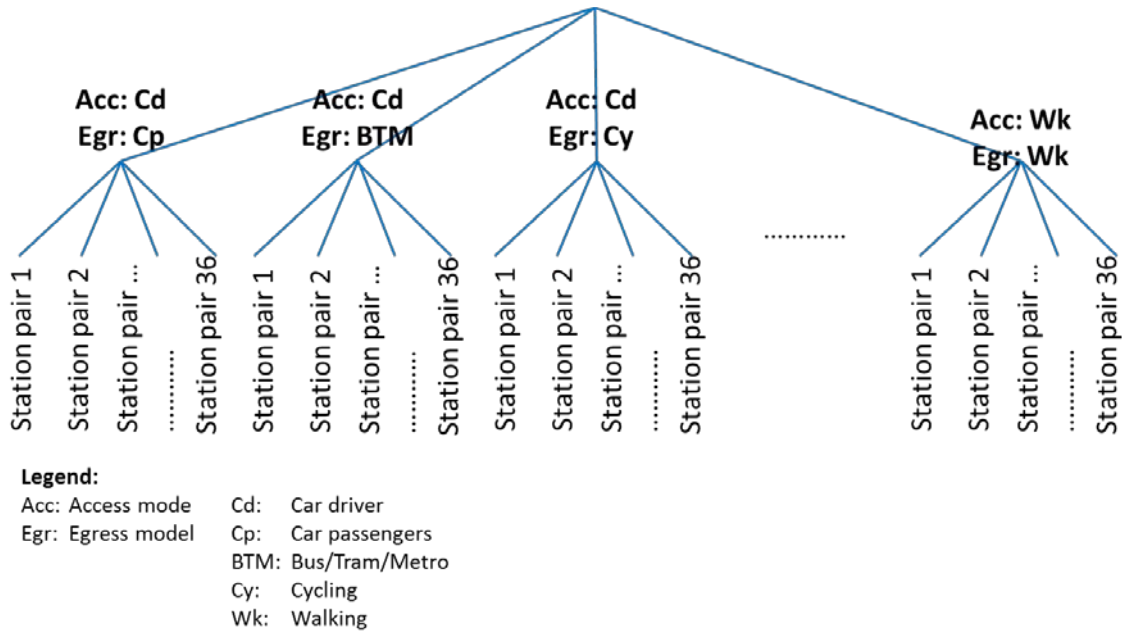 Acc: Cd
Egr: Cp
Acc: Cd
Egr: BTM
Acc: Cd
Egr: Cy
Acc: Wk
Egr: Wk
............
Station pair 1
Station pair 2
Station pair ...
............
Station pair 36
Station pair 1
Station pair 2
Station pair ...
............
Station pair 36
Station pair 1
Station pair 2
Station pair ...
............
Station pair 36
Station pair 1
Station pair 2
Station pair ...
............
Station pair 36
Legend:
Acc: Access mode Cd: Car driver
Egr: Egress model Cp: Car passengers
BTM: Bus/Tram/Metro
Cy: Cycling
Wk: Walking